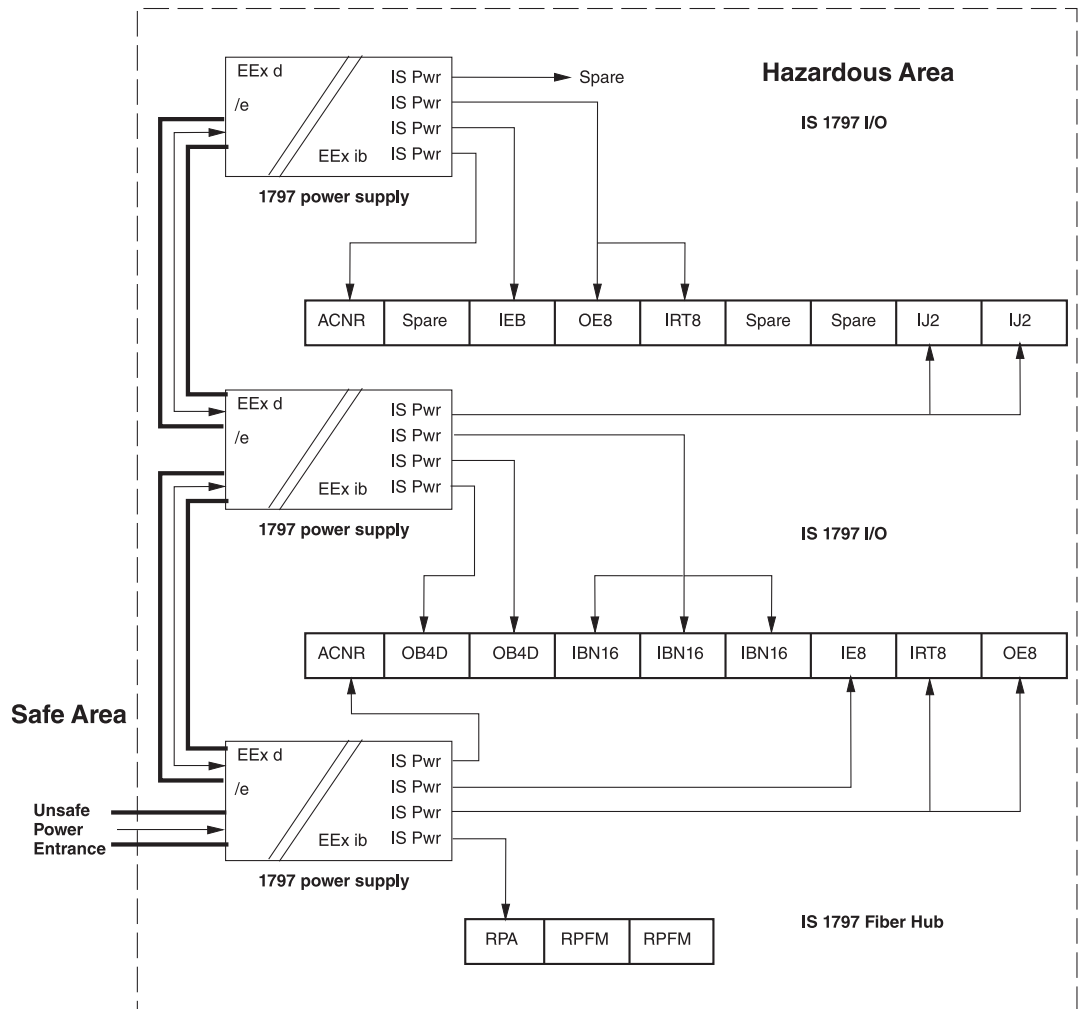 EEx d
/e
EEx ib
IS Pwr
IS Pwr
IS Pwr
IS Pwr
Spare
Hazardous Area
IS 1797 I/O
1797 power supply
ACNR Spare IEB OE8 IRT8 Spare Spare IJ2 IJ2
EEx d
/e
EEx ib
IS Pwr
IS Pwr
IS Pwr
IS Pwr
1797 power supply
IS 1797 I/O
ACNR OB4D OB4D IBN16 IBN16 IBN16 IE8 IRT8 OE8
Safe Area
EEx d
/e
EEx ib
IS Pwr
IS Pwr
IS Pwr
IS Pwr
Unsafe
Power
Entrance
1797 power supply
IS 1797 Fiber Hub
RPA RPFM RPFM